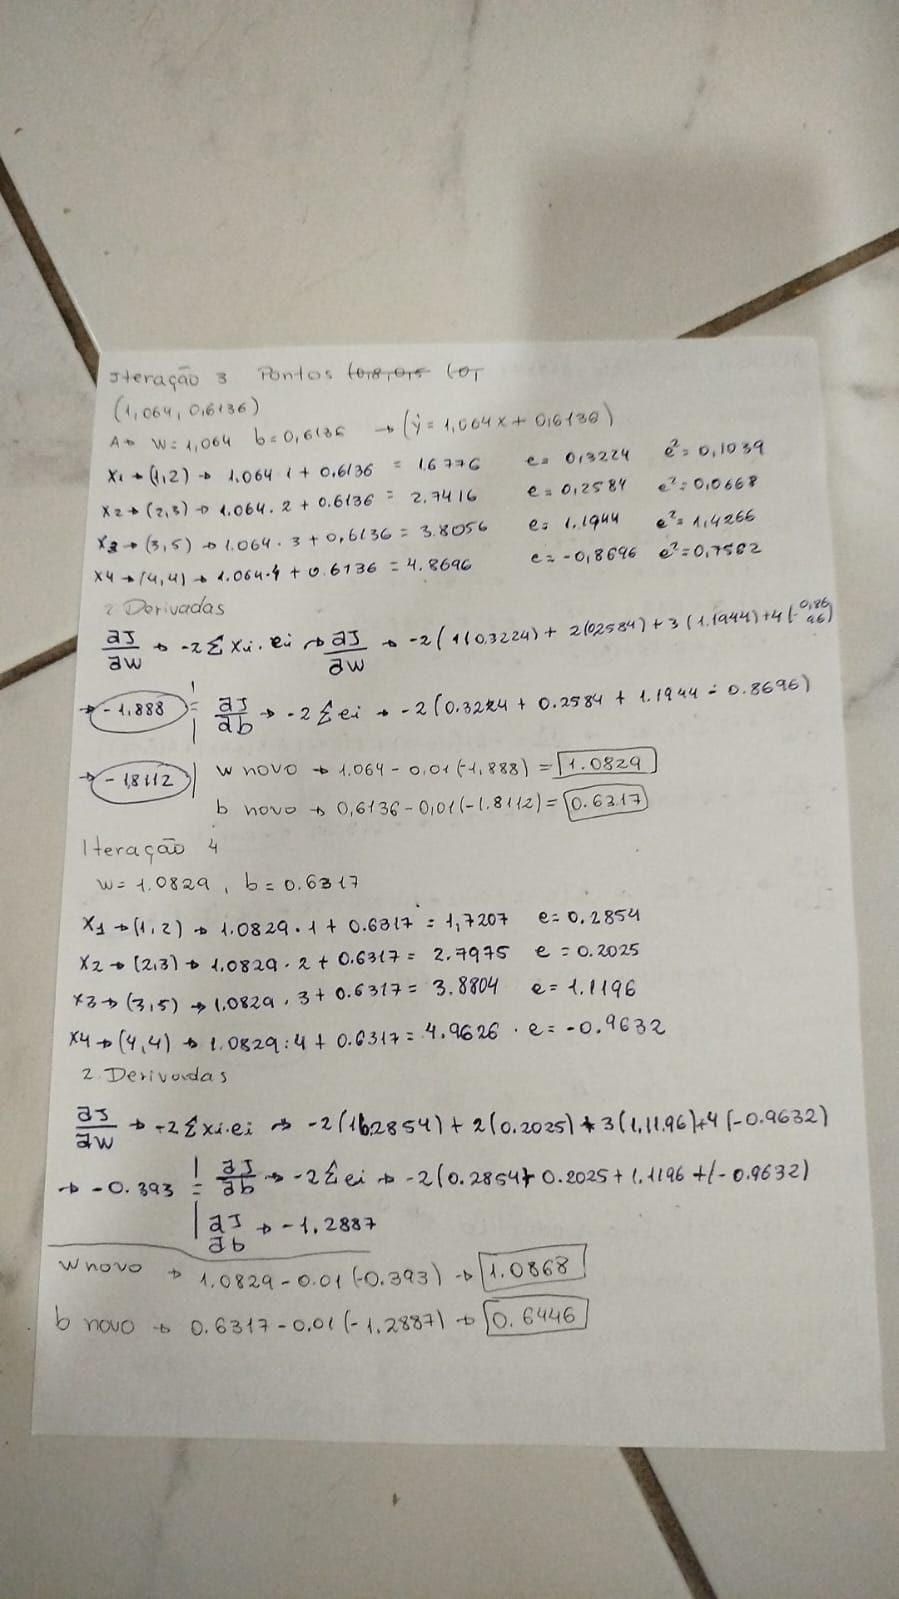 Iteração 3 Pontos (0,8,0,5 (0,
(1,064, 0,6136)
A→ w=1,064 b=0,6136 → (ŷ=1,064x+0,6136)
X1→(1,2)→ 1.064·1+0.6136 = 1.6776 e= 0,3224 e²=0,1039
X2→(2,3)→ 1.064.2+0.6136 = 2.7416 e=0,2584 e²=0,0668
X3→(3,5)→ 1.064·3+0,6136=3.8056 e=1.1944 e²=1,4266
X4→(4,4)→ 1.064·4+0.6136=4.8696 e=-0,8696 e²=0,7562
2 Derivadas
∂J/∂w → -2Σxi.ei → ∂J/∂w → -2(1(0.3224)+2(0.2584)+3(1.1944)+4(-0,8696)
→ -1,888 | = ∂J/∂b → -2Σei → -2(0.3224+0.2584+1.1944-0.8696)
→ -1,8112 | w novo → 1.064-0,01(-1,888)= 1.0829
b novo → 0,6136-0,01(-1.8112)= 0.6317
Iteração 4
w=1.0829, b=0.6317
X1→(1,2)→ 1.0829·1+0.6317=1,7207 e=0.2854
X2→(2,3)→ 1.0829·2+0.6317=2.7975 e=0.2025
X3→(3,5)→ 1.0829·3+0.6317=3.8804 e=1.1196
X4→(4,4)→ 1.0829:4+0.6317=4.9626 · e=-0.9632
2. Derivadas
∂J/∂w → -2Σxi.ei → -2(1(0.2854)+2(0.2025)+3(1,1196)+4(-0.9632)
→ -0.393 | = ∂J/∂b → -2Σei → -2(0.2854+0.2025+1.1196+(-0.9632)
| ∂J/∂b → -1.2887
w novo → 1.0829-0.01(-0.393) → 1.0868
b novo → 0.6317-0,01(-1.2887) → 0.6446